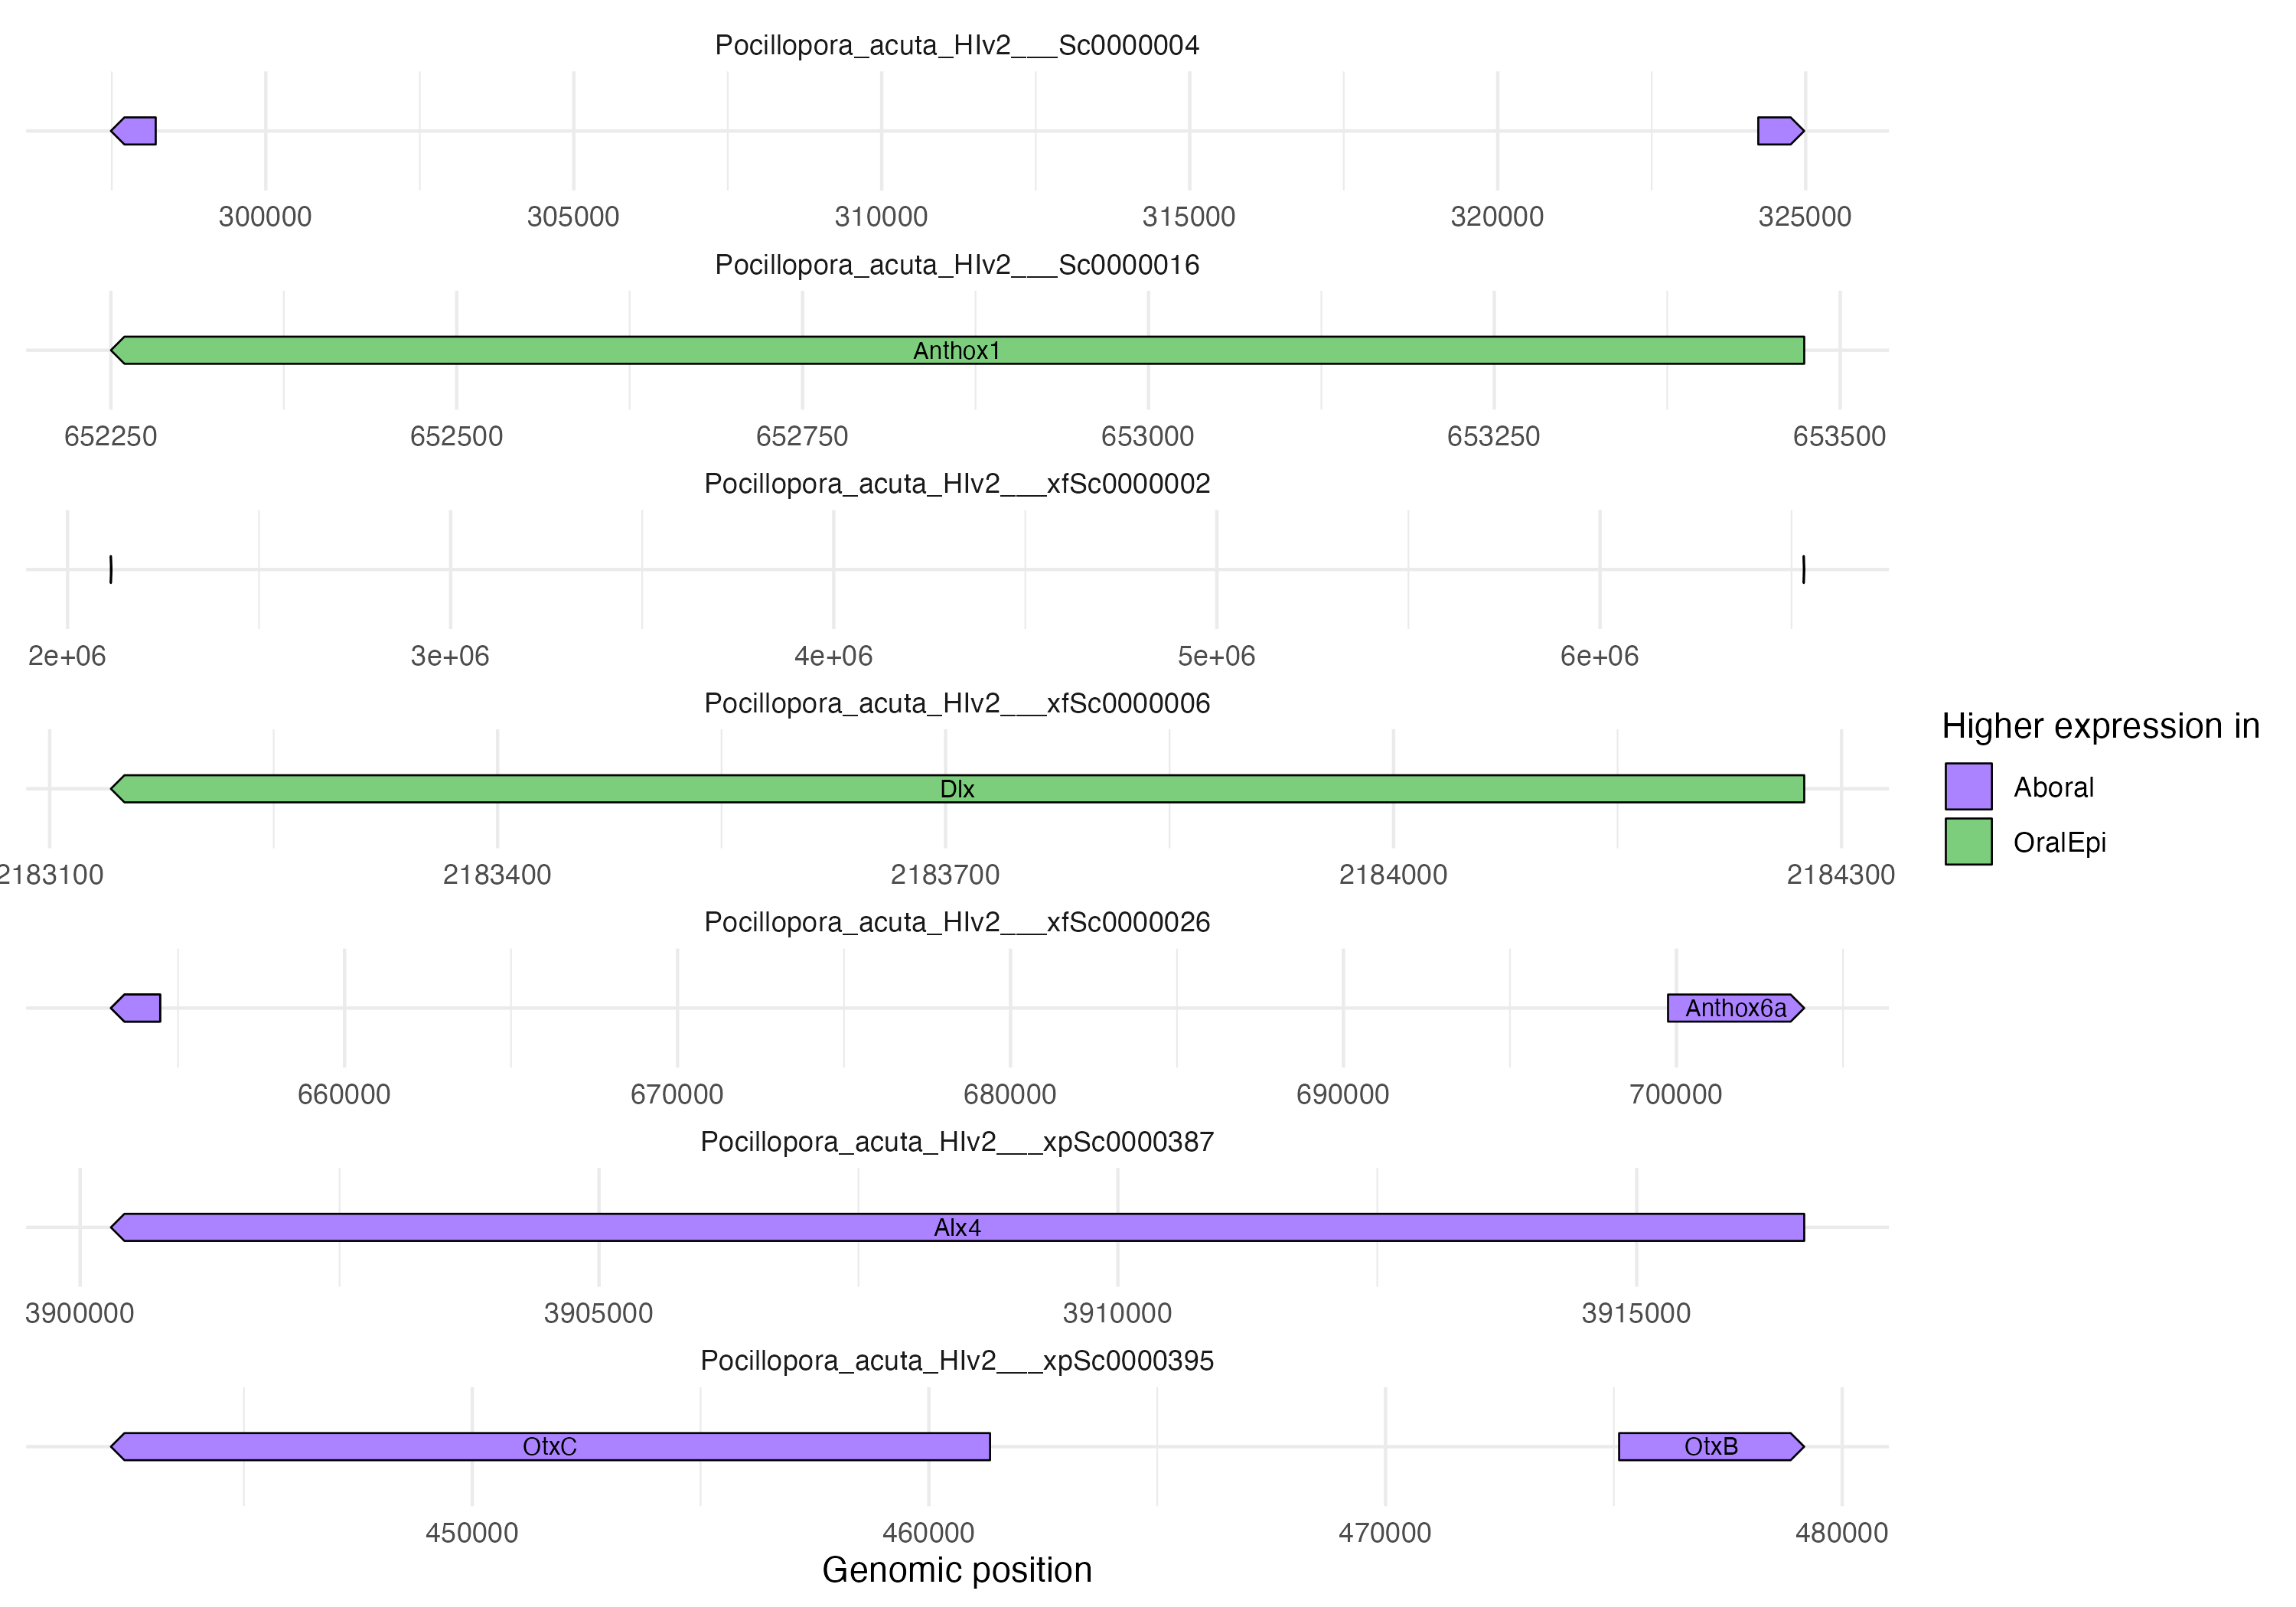 Pocillopora_acuta_HIv2___Sc0000004
300000 305000 310000 315000 320000 325000
Pocillopora_acuta_HIv2___Sc0000016
Anthox1
652250 652500 652750 653000 653250 653500
Pocillopora_acuta_HIv2___xfSc0000002
2e+06 3e+06 4e+06 5e+06 6e+06
Pocillopora_acuta_HIv2___xfSc0000006
Dlx
2183100 2183400 2183700 2184000 2184300
Pocillopora_acuta_HIv2___xfSc0000026
Anthox6a
660000 670000 680000 690000 700000
Pocillopora_acuta_HIv2___xpSc0000387
Alx4
3900000 3905000 3910000 3915000
Pocillopora_acuta_HIv2___xpSc0000395
OtxC OtxB
450000 460000 470000 480000
Genomic position
Higher expression in
Aboral
OralEpi